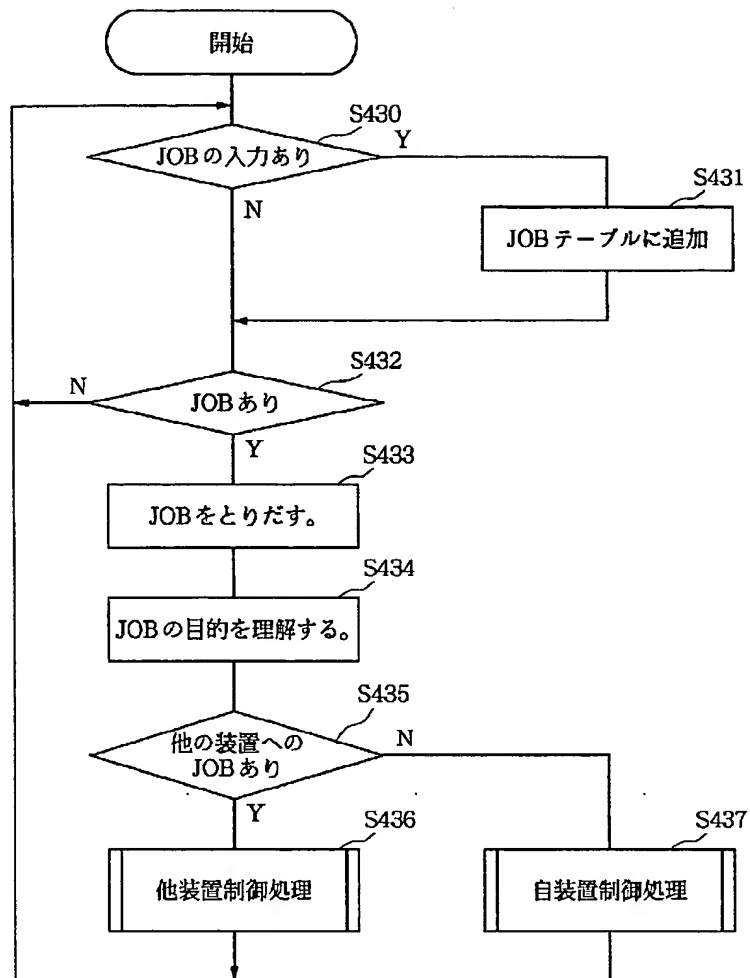 開始
S430
JOBの入力あり
Y
N
S431
JOBテーブルに追加
S432
N
JOBあり
Y
S433
JOBをとりだす。
S434
JOBの目的を理解する。
S435
他の装置への
JOBあり
N
Y
S436
他装置制御処理
S437
自装置制御処理